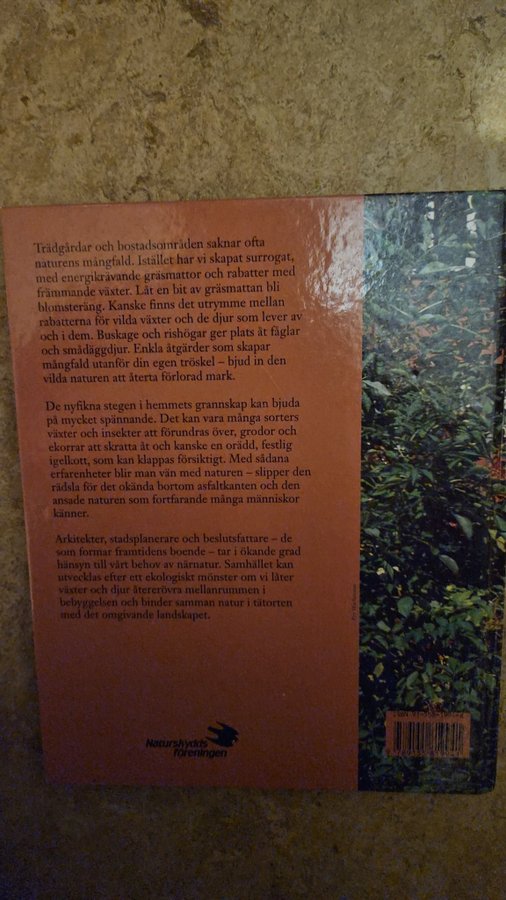 Trädgårdar och bostadsområden saknar ofta
naturens mångfald. Istället har vi skapat surrogat,
med energikrävande gräsmattor och rabatter med
främmande växter. Låt en bit av gräsmattan bli
blomsteräng. Kanske finns det utrymme mellan
rabatterna för vilda växter och de djur som lever av
och i dem. Buskage och rishögar ger plats åt fåglar
och smådäggdjur. Enkla åtgärder som skapar
mångfald utanför din egen tröskel – bjud in den
vilda naturen att återta förlorad mark.
De nyfikna stegen i hemmets grannskap kan bjuda
på mycket spännande. Det kan vara många sorters
växter och insekter att förundras över, grodor och
ekorrar att skratta åt och kanske en orädd, festlig
igelkott, som kan klappas försiktigt. Med sådana
erfarenheter blir man vän med naturen – slipper den
rädsla för det okända bortom asfaltkanten och den
ansade naturen som fortfarande många människor
känner.
Arkitekter, stadsplanerare och beslutsfattare – de
som formar framtidens boende – tar i ökande grad
hänsyn till vårt behov av närnatur. Samhället kan
utvecklas efter ett ekologiskt mönster om vi låter
växter och djur återerövra mellanrummen i
bebyggelsen och binder samman natur i tätorten
med det omgivande landskapet.
Naturskydds
föreningen
ISBN